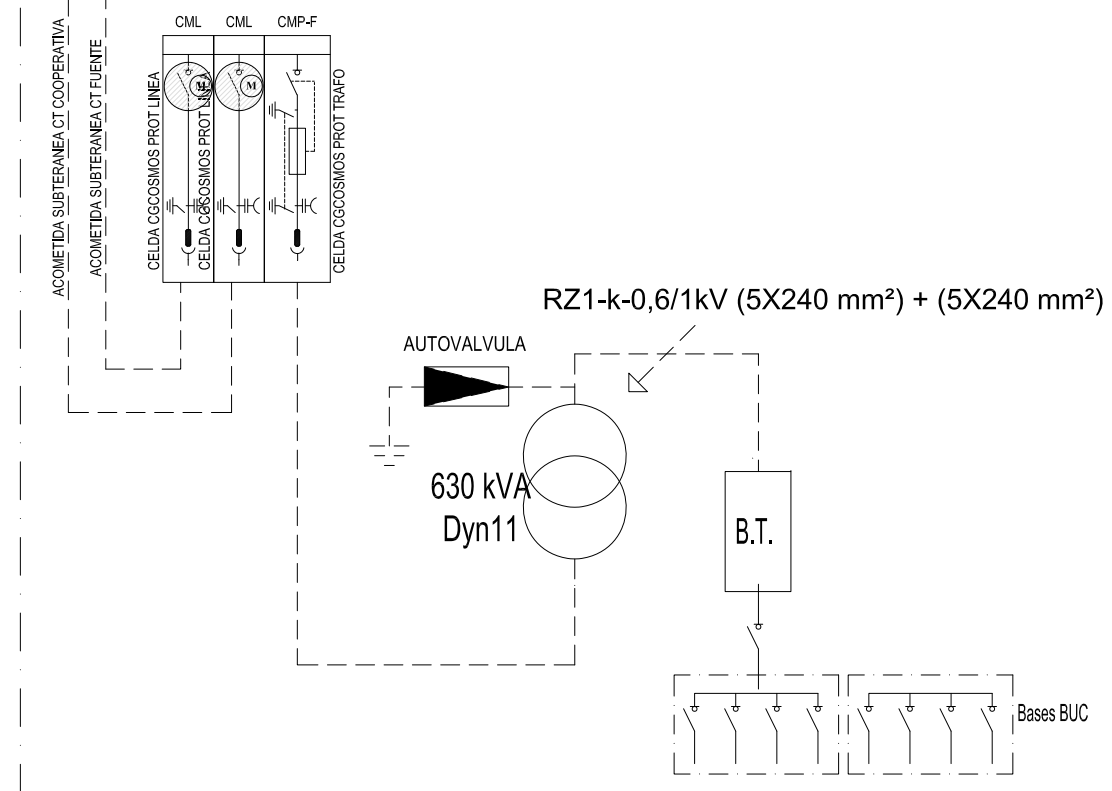 CML
CML
CMP-F
ACOMETIDA SUBTERANEA CT COOPERATIVA
ACOMETIDA SUBTERANEA CT FUENTE
CELDA CGCOSMOS PROT LINEA
CELDA CGCOSMOS PROT LINEA
CELDA CGCOSMOS PROT TRAFO
M
M
RZ1-k-0,6/1kV (5X240 mm²) + (5X240 mm²)
AUTOVALVULA
630 kVA
Dyn11
B.T.
Bases BUC